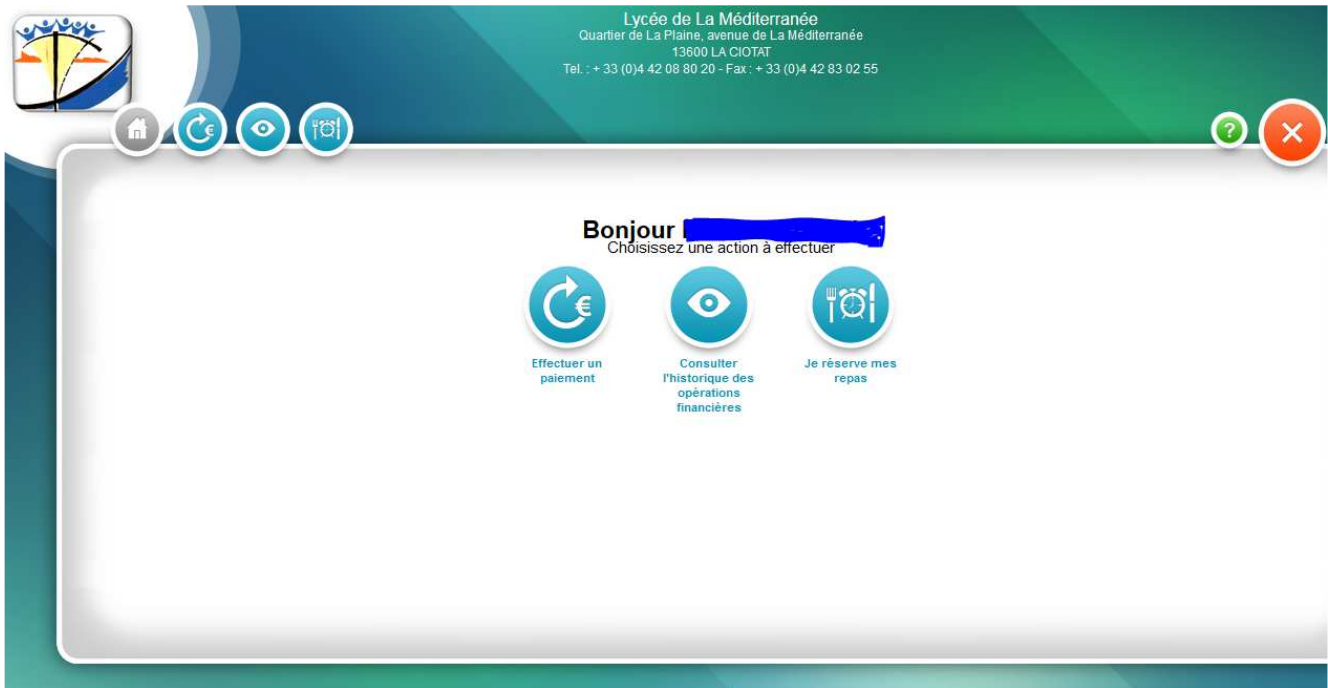 Lycée de La Méditerranée
Quartier de La Plaine, avenue de La Méditerranée
13600 LA CIOTAT
Tel. : + 33 (0)4 42 08 80 20 - Fax : + 33 (0)4 42 83 02 55
?
Bonjour
Choisissez une action à effectuer
Effectuer un
paiement
Consulter
l'historique des
opérations
financières
Je réserve mes
repas